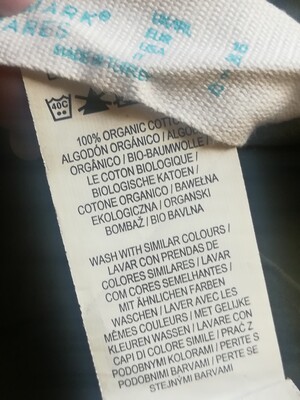 MARK®
MADE IN
40C
100% ORGANIC
ALGODÓN ORGÁNICO /
ORGÂNICO / BIO-BAUMWOLLE /
LE COTON BIOLOGIQUE /
BIOLOGISCHE KATOEN /
COTONE ORGANICO / BAWEŁNA
EKOLOGICZNA / ORGANSKI
BOMBAŽ / BIO BAVLNA
WASH WITH SIMILAR COLOURS /
LAVAR CON PRENDAS DE
COLORES SIMILARES / LAVAR
COM CORES SEMELHANTES /
MIT ÄHNLICHEN FARBEN
WASCHEN / LAVER AVEC LES
MÊMES COULEURS / MET GELIJKE
KLEUREN WASSEN / LAVARE CON
CAPI DI COLORE SIMILE / PRAĆ Z
PODOBNYMI KOLORAMI / PERITE S
PODOBNIMI BARVAMI / PERTE SE
STEJNÝMI BARVAMI